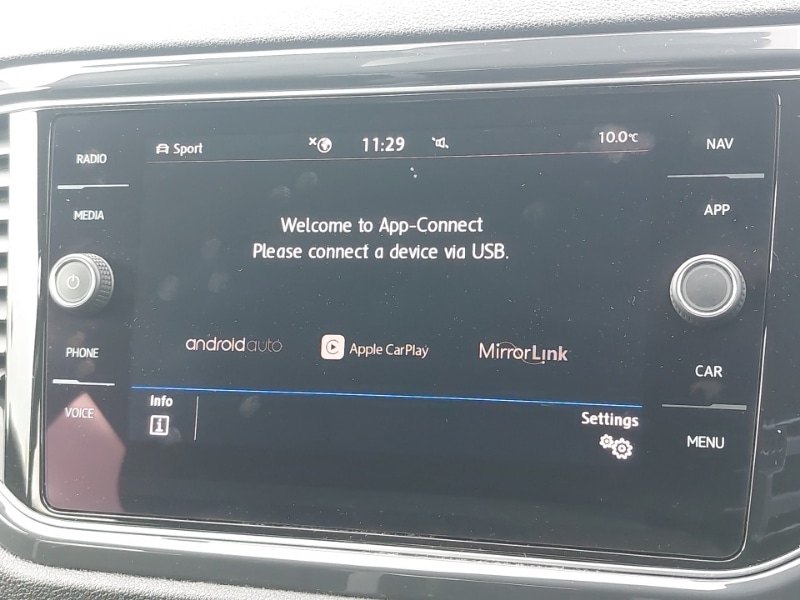 RADIO
MEDIA
PHONE
VOICE
Sport 11:29 10.0°C
Welcome to App-Connect
Please connect a device via USB.
androidauto Apple CarPlay MirrorLink
Info Settings
i
NAV
APP
CAR
MENU